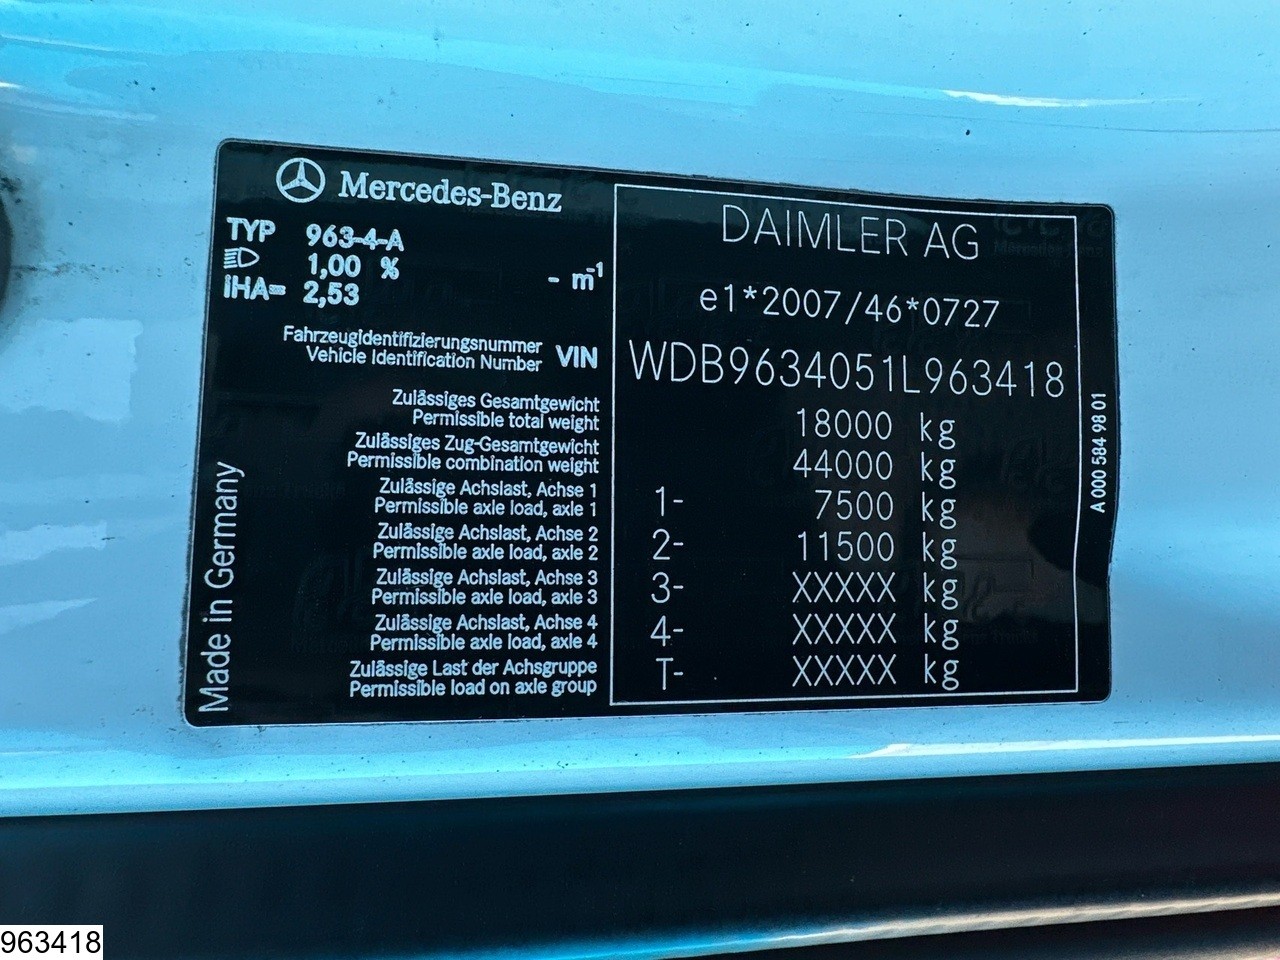 Mercedes-Benz
TYP 963-4-A
1,00 % - m⁻¹
iHA= 2,53
DAIMLER AG
e1*2007/46*0727
Fahrzeugidentifizierungsnummer
Vehicle Identification Number VIN WDB9634051L963418
Zulässiges Gesamtgewicht
Permissible total weight 18000 kg
Zulässiges Zug-Gesamtgewicht
Permissible combination weight 44000 kg
Zulässige Achslast, Achse 1
Permissible axle load, axle 1 1- 7500 kg
Zulässige Achslast, Achse 2
Permissible axle load, axle 2 2- 11500 kg
Zulässige Achslast, Achse 3
Permissible axle load, axle 3 3- XXXXX kg
Zulässige Achslast, Achse 4
Permissible axle load, axle 4 4- XXXXX kg
Zulässige Last der Achsgruppe
Permissible load on axle group T- XXXXX kg
Made in Germany
A 000 584 98 01
963418